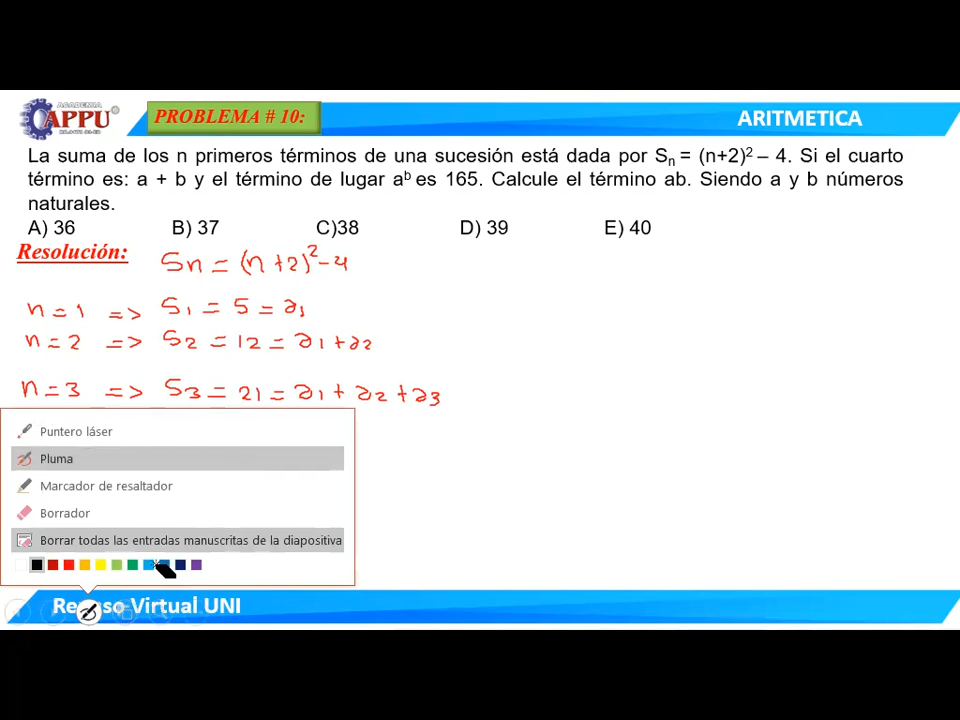 ACADEMIA
APPU
PROBLEMA # 10:
ARITMETICA
La suma de los n primeros términos de una sucesión está dada por Sn = (n+2)² – 4. Si el cuarto
término es: a + b y el término de lugar aᵇ es 165. Calcule el término ab. Siendo a y b números
naturales.
A) 36 B) 37 C)38 D) 39 E) 40
Resolución:
Sn = (n+2)² - 4
n = 1 => S1 = 5 = a1
n = 2 => S2 = 12 = a1 + a2
n = 3 => S3 = 21 = a1 + a2 + a3
Puntero láser
Pluma
Marcador de resaltador
Borrador
Borrar todas las entradas manuscritas de la diapositiva
Virtual UNI